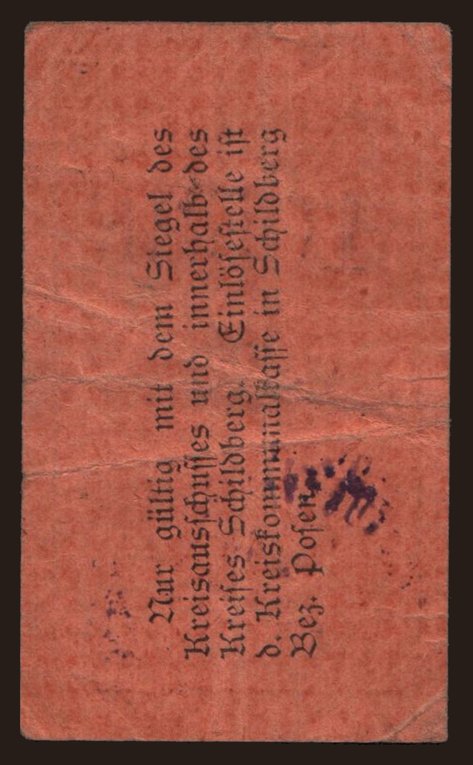 Nur gültig mit dem Siegel des
Kreisausschusses und innerhalb des
Kreises Schildberg. Einlösestelle ist
d. Kreiskommunalkasse in Schildberg
Bez. Posen.